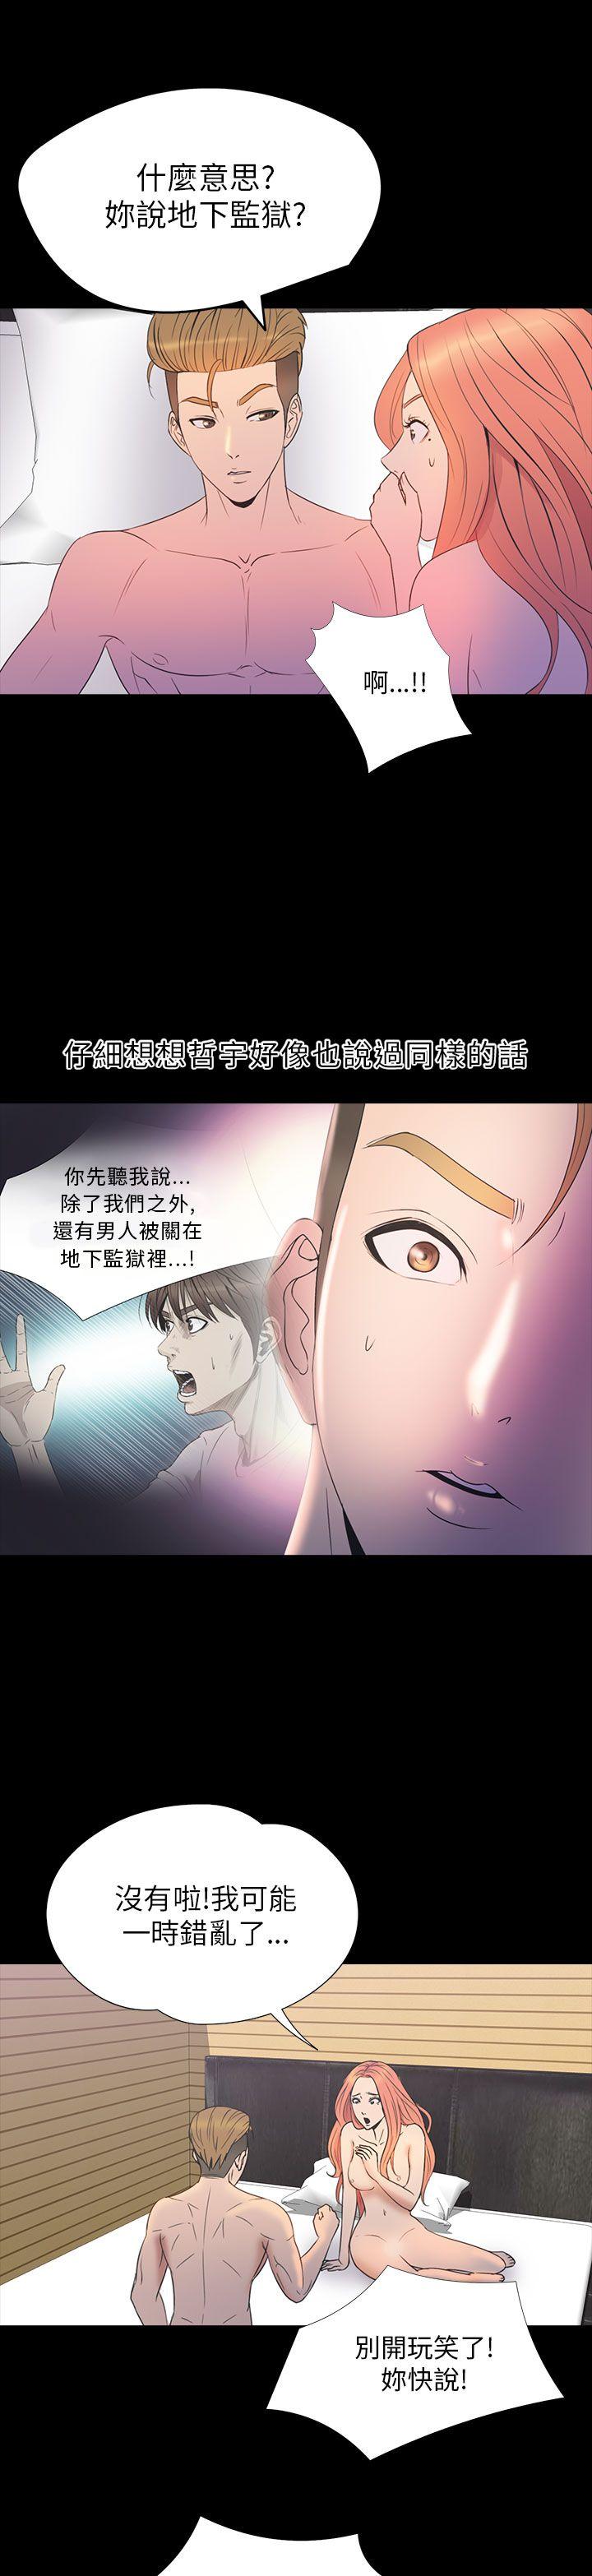 什麼意思?
妳說地下監獄?
啊...!!
仔細想想哲宇好像也說過同樣的話
你先聽我說...
除了我們之外,
還有男人被關在
地下監獄裡...!
沒有啦!我可能
一時錯亂了...
別開玩笑了!
妳快說!